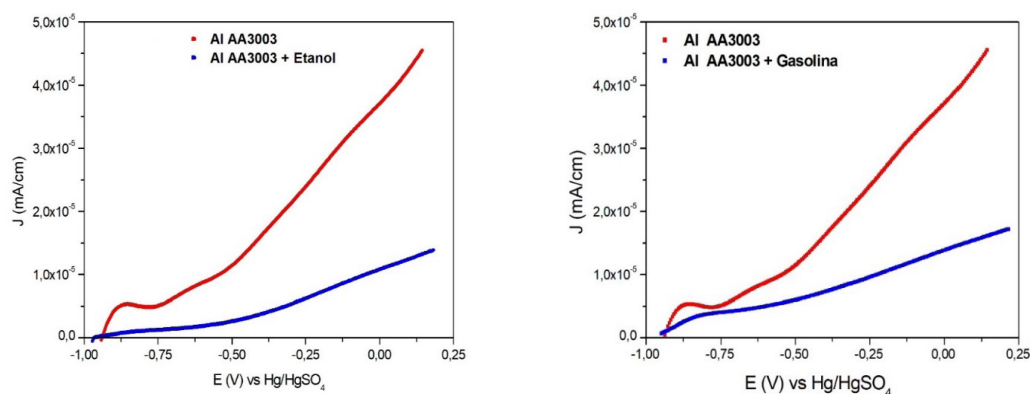 5,0x10⁻⁵
4,0x10⁻⁵
3,0x10⁻⁵
2,0x10⁻⁵
1,0x10⁻⁵
0,0
J (mA/cm)
Al AA3003
Al AA3003 + Etanol
-1,00 -0,75 -0,50 -0,25 0,00 0,25
E (V) vs Hg/HgSO₄
5,0x10⁻⁵
4,0x10⁻⁵
3,0x10⁻⁵
2,0x10⁻⁵
1,0x10⁻⁵
0,0
J (mA/cm)
Al AA3003
Al AA3003 + Gasolina
-1,00 -0,75 -0,50 -0,25 0,00 0,25
E (V) vs Hg/HgSO₄